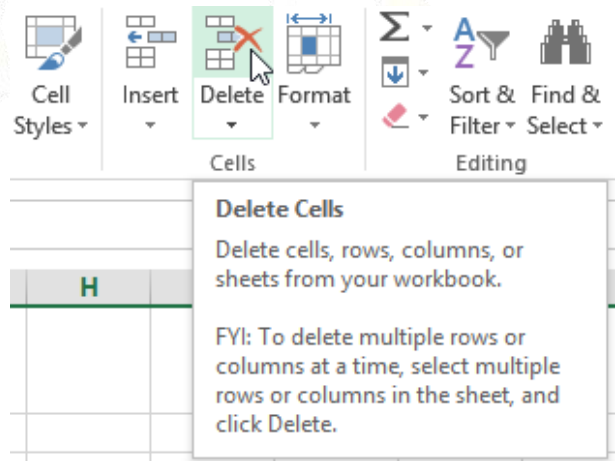 Cell Styles
Insert
Delete
Format
Σ
A
Z
Sort & Filter
Find & Select
Cells
Editing
Delete Cells
Delete cells, rows, columns, or
sheets from your workbook.
FYI: To delete multiple rows or
columns at a time, select multiple
rows or columns in the sheet, and
click Delete.
H